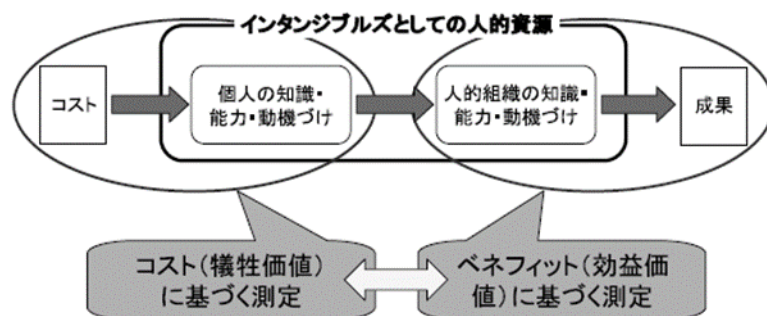 インタンジブルズとしての人的資源
コスト
個人の知識・
能力・動機づけ
人的組織の知識・
能力・動機づけ
成果
コスト(犠牲価値)
に基づく測定
ベネフィット(効益価
値)に基づく測定